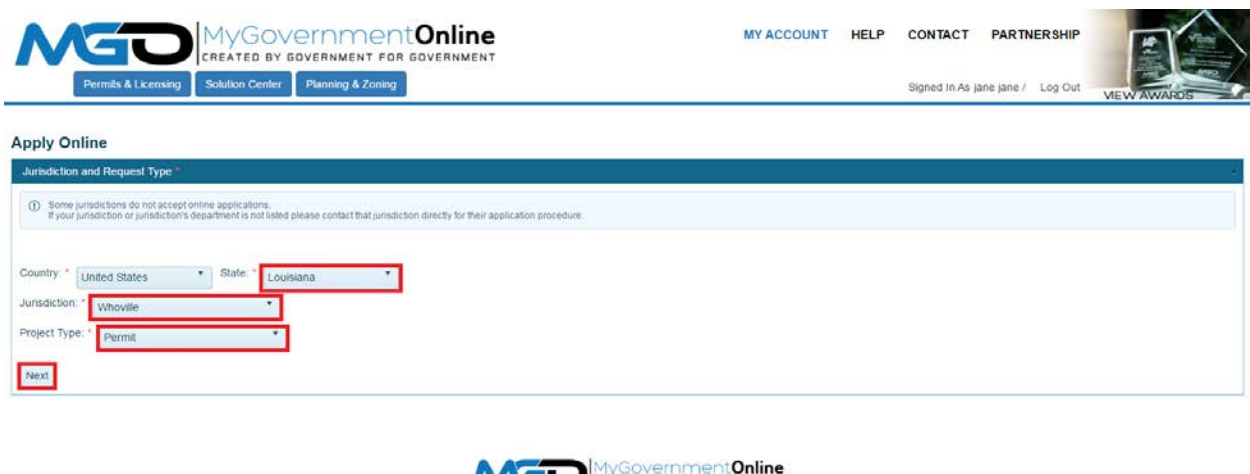 MGO MyGovernmentOnline
CREATED BY GOVERNMENT FOR GOVERNMENT
MY ACCOUNT HELP CONTACT PARTNERSHIP
Permits & Licensing Solution Center Planning & Zoning
Signed In As jane jane / Log Out
VIEW AWARDS
Apply Online
Jurisdiction and Request Type *
Some jurisdictions do not accept online applications.
If your jurisdiction or jurisdiction's department is not listed please contact that jurisdiction directly for their application procedure.
Country: * United States State: * Louisiana
Jurisdiction: * Whoville
Project Type: * Permit
Next
MGO MyGovernmentOnline